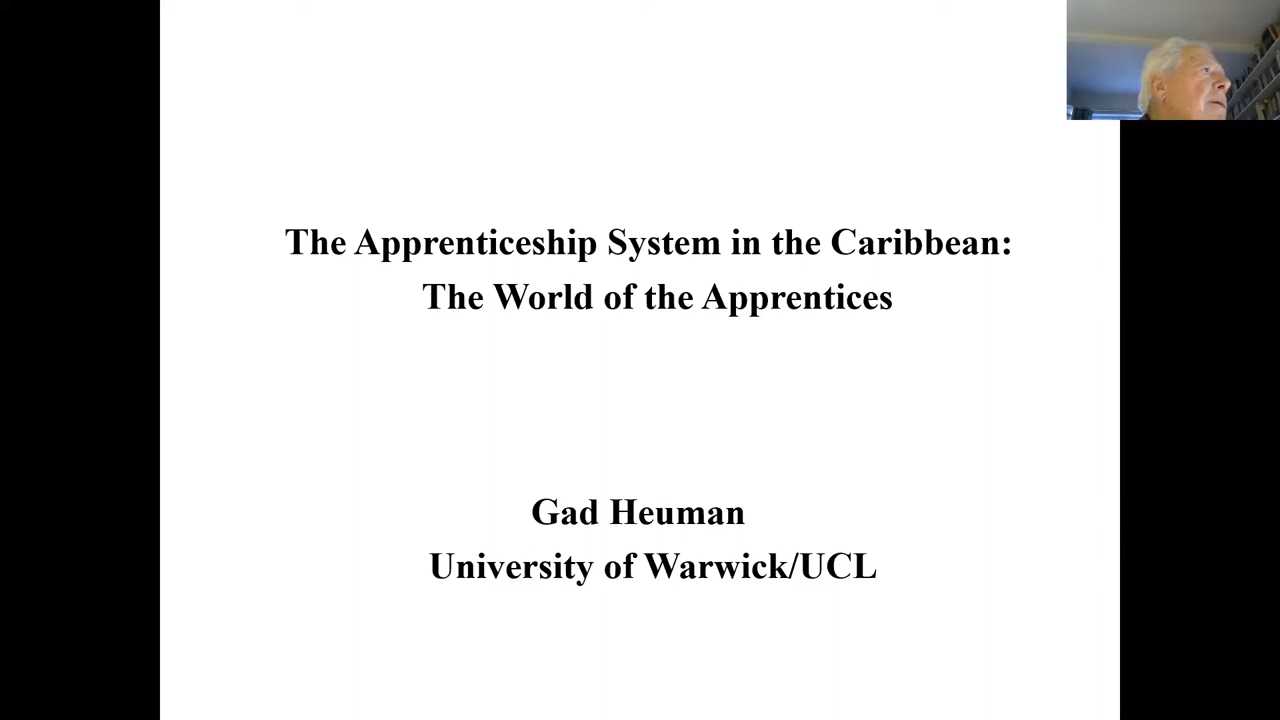 The Apprenticeship System in the Caribbean:
The World of the Apprentices
Gad Heuman
University of Warwick/UCL